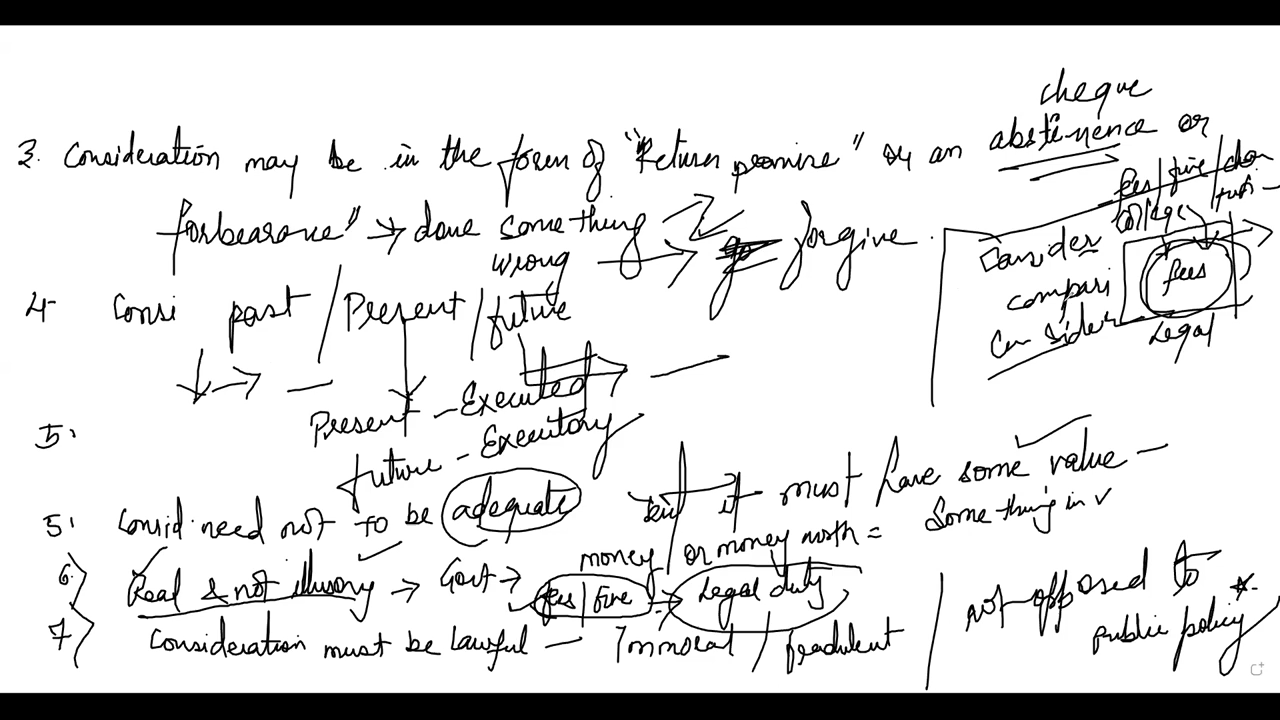 cheque
3. Consideration may be in the form of "Return promise" or an abstenence or
forbearance" → done something wrong → forgive
fees / fine /
college
Consider
compari
Consider
fees
Legal
4. Consi past / Present / future
Present - Executed
future - Executory
5.
5. Consid need not to be adequate but it must have some value -
money or money worth = Something in v
6) Real & not illusory → Govt → fees / Fine → Legal duty
7) Consideration must be lawful - Immoral / fradulent
not opposed to
public policy